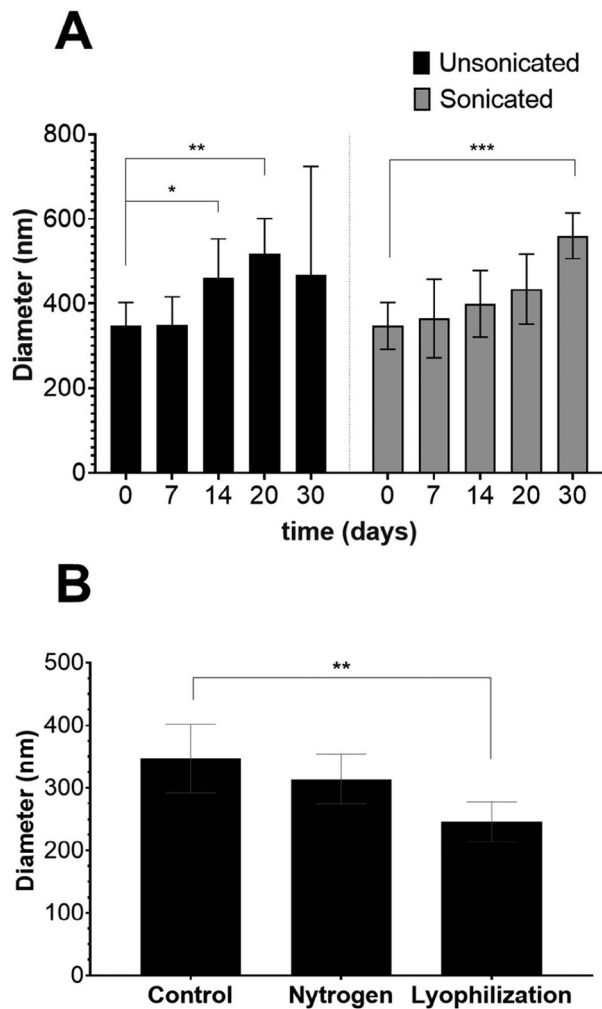 A
Unsonicated
Sonicated
Diameter (nm)
800
600
400
200
0
*
**
***
0 7 14 20 30 0 7 14 20 30
time (days)
B
Diameter (nm)
500
400
300
200
100
0
**
Control Nytrogen Lyophilization